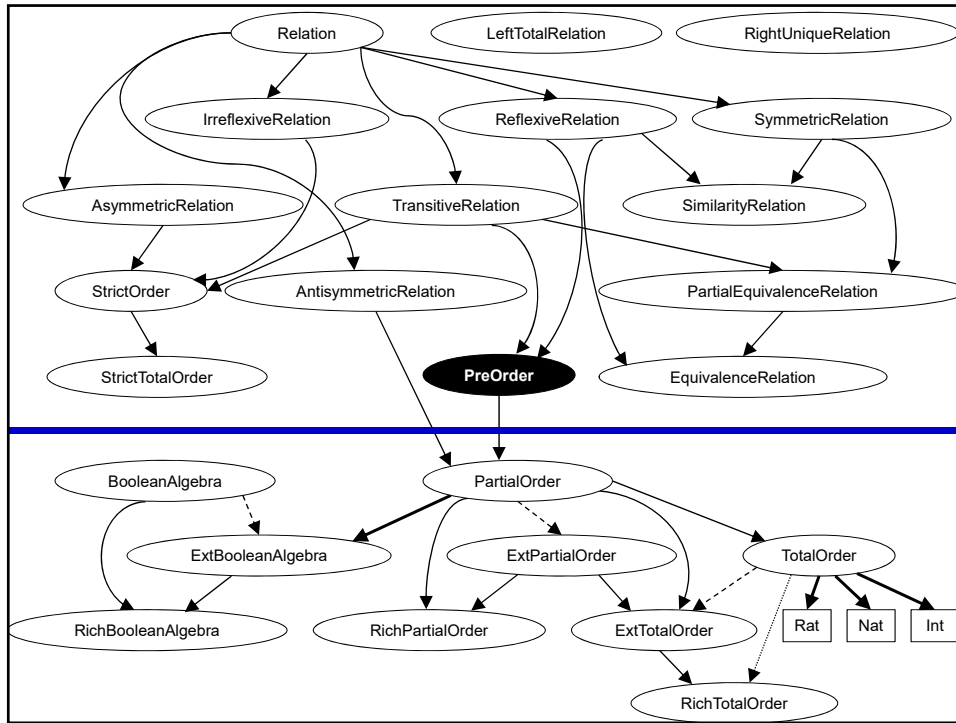 Relation
LeftTotalRelation
RightUniqueRelation
IrreflexiveRelation
ReflexiveRelation
SymmetricRelation
AsymmetricRelation
TransitiveRelation
SimilarityRelation
StrictOrder
AntisymmetricRelation
PartialEquivalenceRelation
StrictTotalOrder
PreOrder
EquivalenceRelation
BooleanAlgebra
PartialOrder
ExtBooleanAlgebra
ExtPartialOrder
TotalOrder
RichBooleanAlgebra
RichPartialOrder
ExtTotalOrder
Rat
Nat
Int
RichTotalOrder